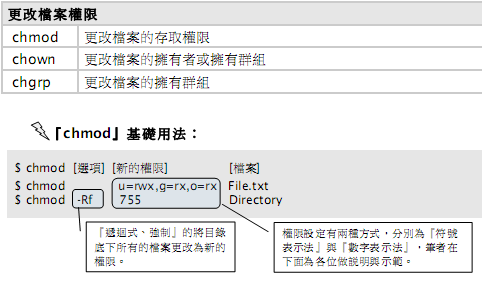 更改檔案權限
chmod 更改檔案的存取權限
chown 更改檔案的擁有者或擁有群組
chgrp 更改檔案的擁有群組
『chmod』基礎用法：
$ chmod [選項] [新的權限] [檔案]
$ chmod u=rwx,g=rx,o=rx File.txt
$ chmod -Rf 755 Directory
『遞迴式、強制』的將目錄
底下所有的檔案更改為新的
權限。
權限設定有兩種方式，分別為『符號
表示法』與『數字表示法』，筆者在
下面為各位做說明與示範。